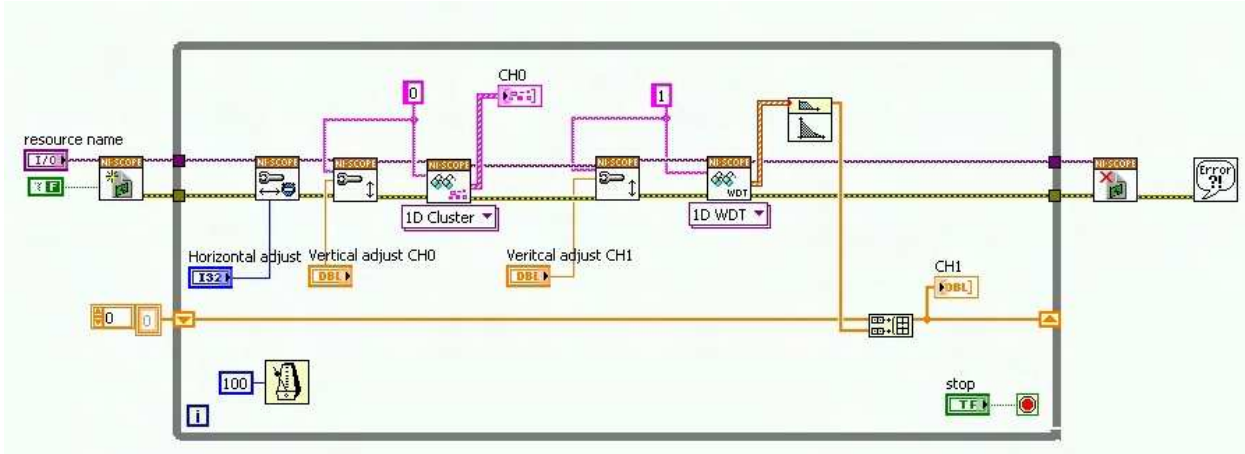 CH0
0
1
resource name
I/O
NI-SCOPE
NI-SCOPE
NI-SCOPE
NI-SCOPE
NI-SCOPE
NI-SCOPE
NI-SCOPE
T F
WDT
Error
?!
1D Cluster
1D WDT
Horizontal adjust
Vertical adjust CH0
Veritcal adjust CH1
I32
DBL
DBL
CH1
DBL]
0
0
100
stop
TF
i